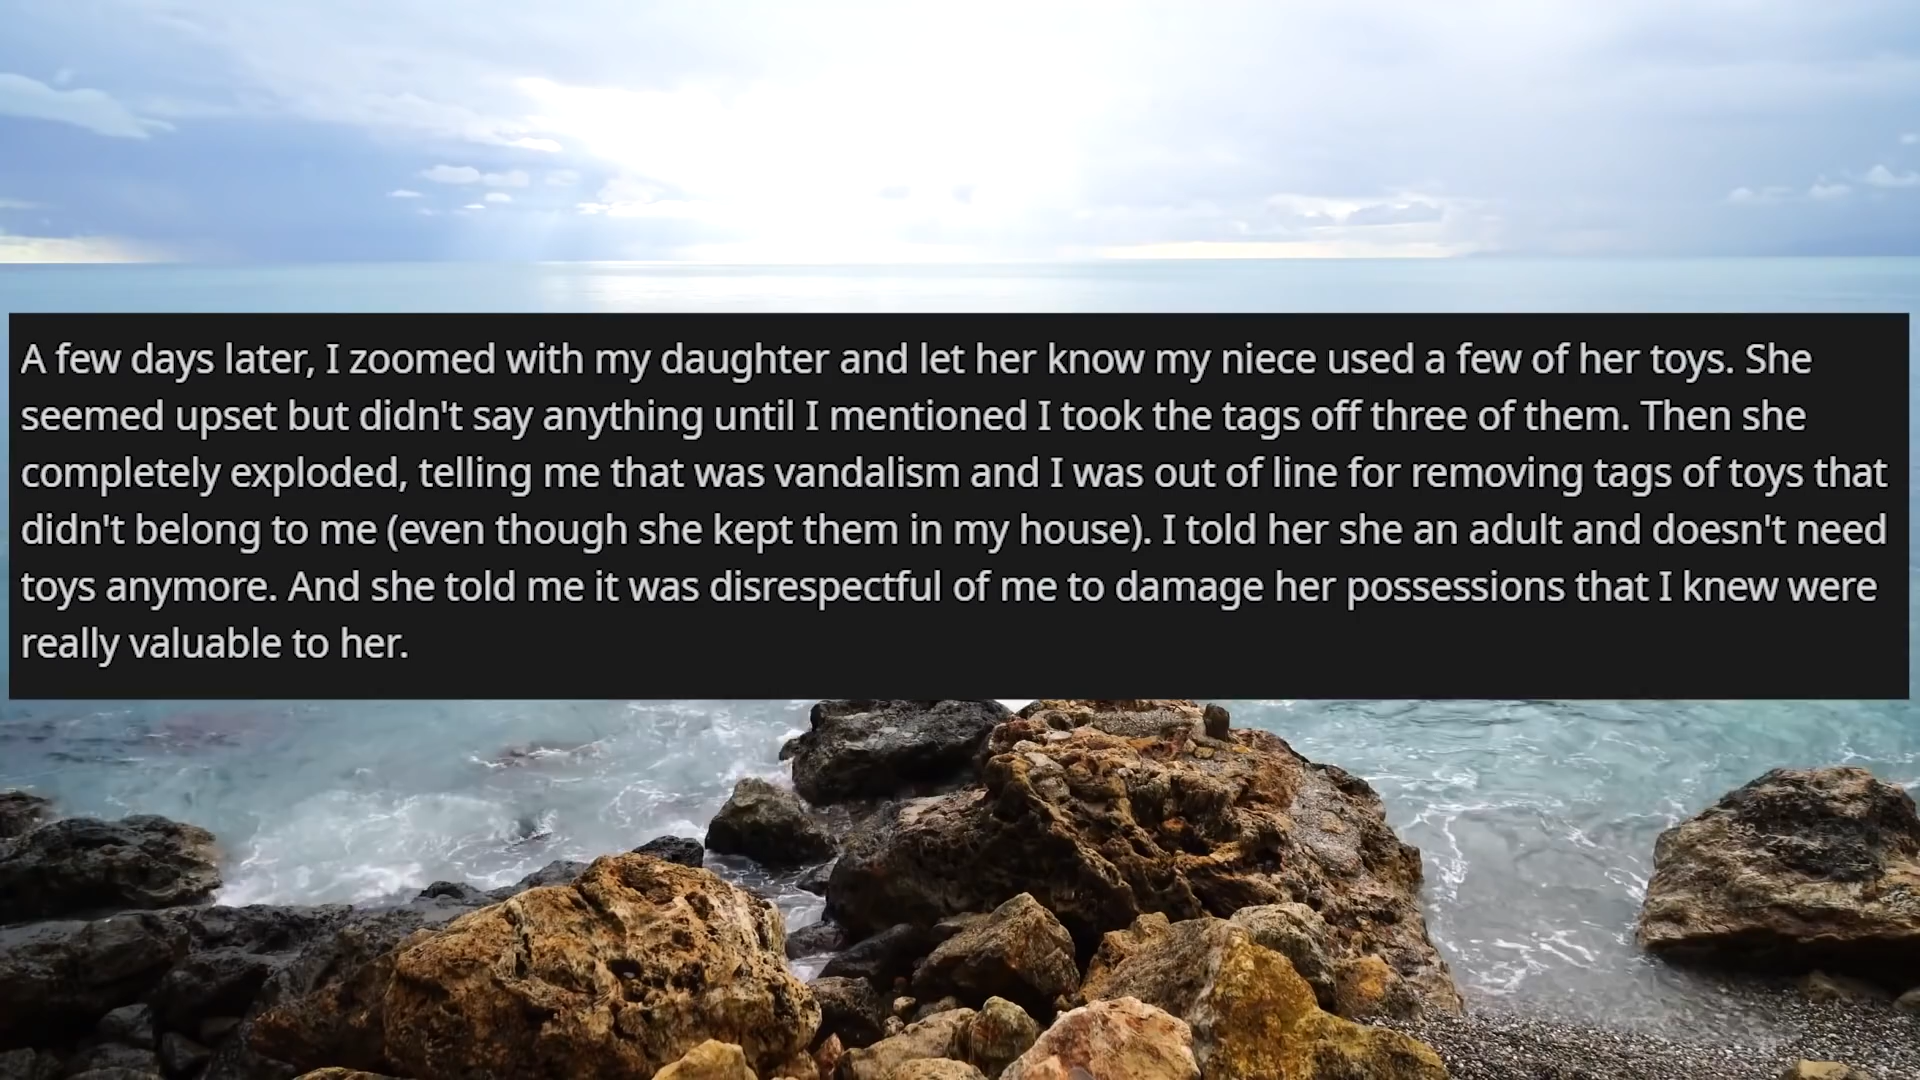 A few days later, I zoomed with my daughter and let her know my niece used a few of her toys. She
seemed upset but didn't say anything until I mentioned I took the tags off three of them. Then she
completely exploded, telling me that was vandalism and I was out of line for removing tags of toys that
didn't belong to me (even though she kept them in my house). I told her she an adult and doesn't need
toys anymore. And she told me it was disrespectful of me to damage her possessions that I knew were
really valuable to her.